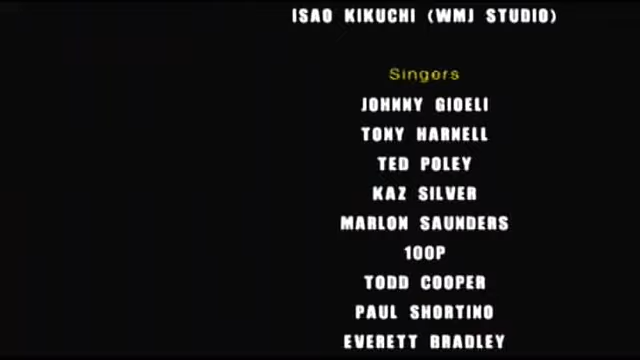 ISAO KIKUCHI (WMJ STUDIO)
Singers
JOHNNY GIOELI
TONY HARNELL
TED POLEY
KAZ SILVER
MARLON SAUNDERS
100P
TODD COOPER
PAUL SHORTINO
EVERETT BRADLEY